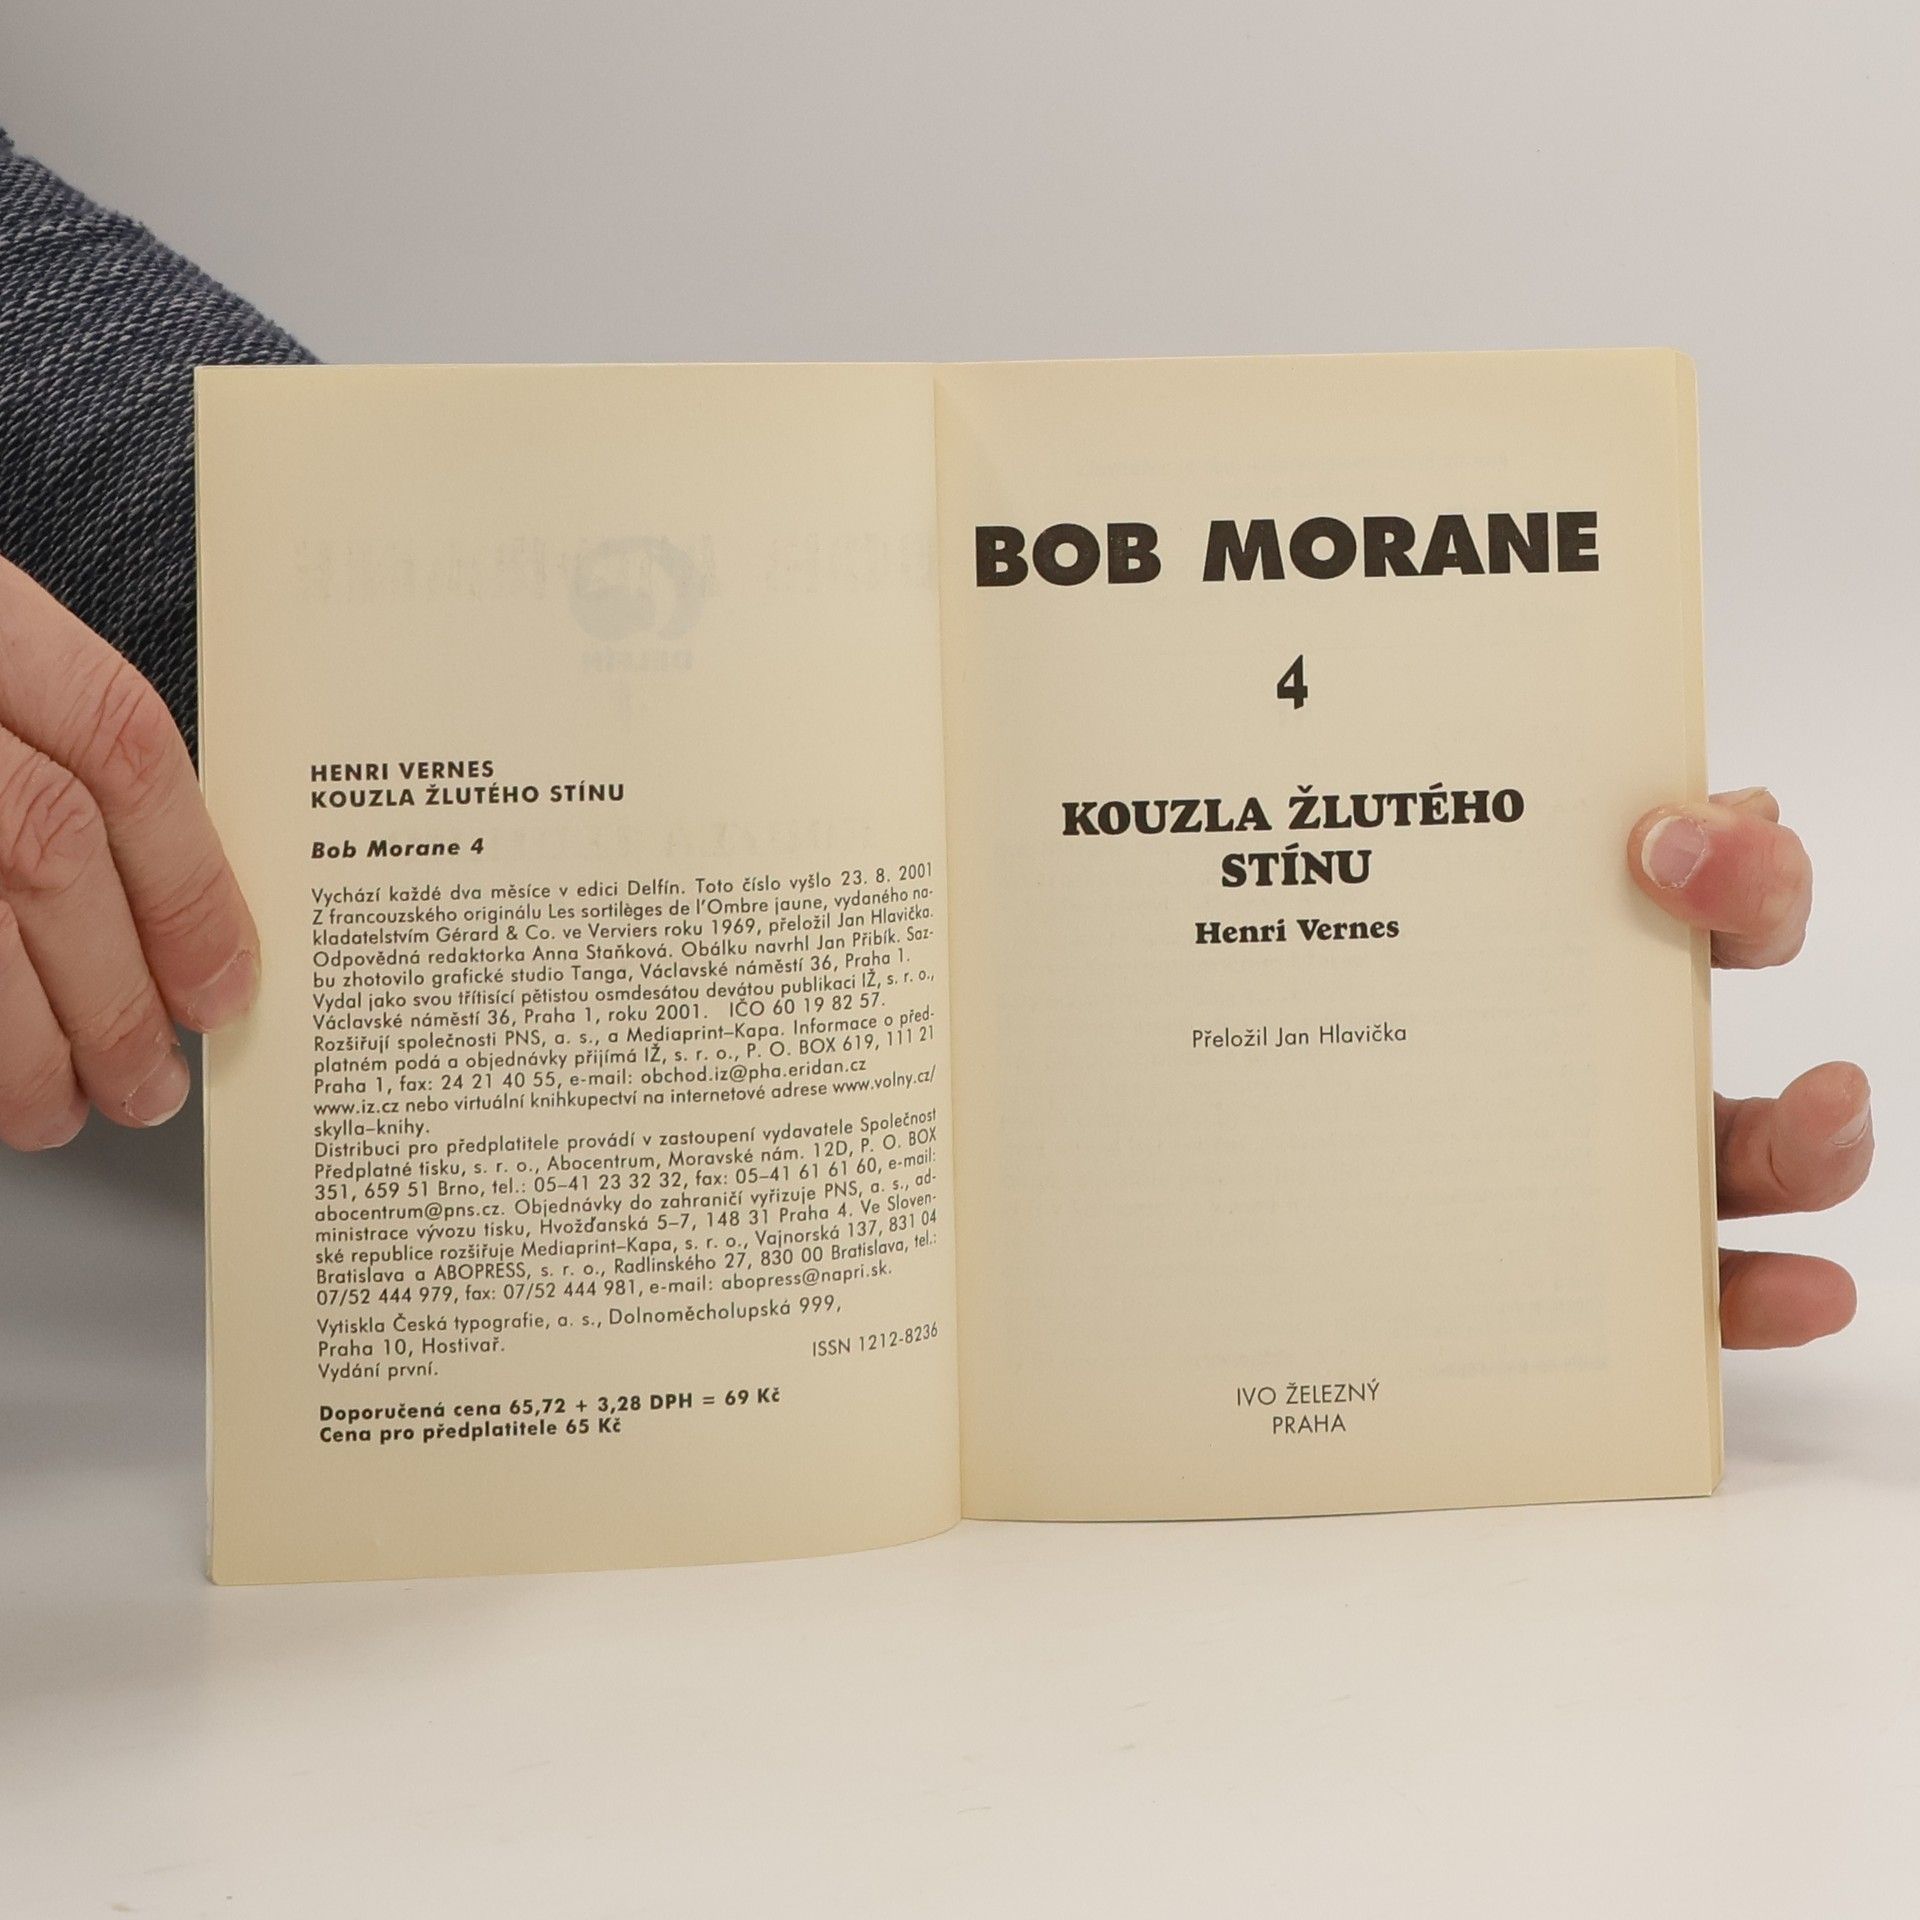 HENRI VERNES
KOUZLA ŽLUTÉHO STÍNU
Bob Morane 4
Vychází každé dva měsíce v edici Delfín. Toto číslo vyšlo 23. 8. 2001
Z francouzského originálu Les sortilèges de l’Ombre jaune, vydaného na-
kladatelstvím Gérard & Co. ve Verviers roku 1969, přeložil Jan Hlavička.
Odpovědná redaktorka Anna Staňková. Obálku navrhl Jan Přibík. Saz-
bu zhotovilo grafické studio Tanga, Václavské náměstí 36, Praha 1.
Vydal jako svou třítisící pětistou osmdesátou devátou publikaci IŽ, s. r. o.,
Václavské náměstí 36, Praha 1, roku 2001. IČO 60 19 82 57.
Rozšiřují společnosti PNS, a. s., a Mediaprint–Kapa. Informace o před-
platném podá a objednávky přijímá IŽ, s. r. o., P. O. BOX 619, 111 21
Praha 1, fax: 24 21 40 55, e-mail: obchod.iz@pha.eridan.cz
www.iz.cz nebo virtuální knihkupectví na internetové adrese www.volny.cz/
skylla–knihy.
Distribuci pro předplatitele provádí v zastoupení vydavatele Společnost
Předplatné tisku, s. r. o., Abocentrum, Moravské nám. 12D, P. O. BOX
351, 659 51 Brno, tel.: 05–41 23 32 32, fax: 05–41 61 61 60, e-mail:
abocentrum@pns.cz. Objednávky do zahraničí vyřizuje PNS, a. s., ad-
ministrace vývozu tisku, Hvožďanská 5–7, 148 31 Praha 4. Ve Sloven-
ské republice rozšiřuje Mediaprint–Kapa, s. r. o., Vajnorská 137, 831 04
Bratislava a ABOPRESS, s. r. o., Radlinského 27, 830 00 Bratislava, tel.:
07/52 444 979, fax: 07/52 444 981, e-mail: abopress@napri.sk.
Vytiskla Česká typografie, a. s., Dolnoměcholupská 999,
Praha 10, Hostivař.
ISSN 1212-8236
Vydání první.
Doporučená cena 65,72 + 3,28 DPH = 69 Kč
Cena pro předplatitele 65 Kč
BOB MORANE
4
KOUZLA ŽLUTÉHO
STÍNU
Henri Vernes
Přeložil Jan Hlavička
IVO ŽELEZNÝ
PRAHA